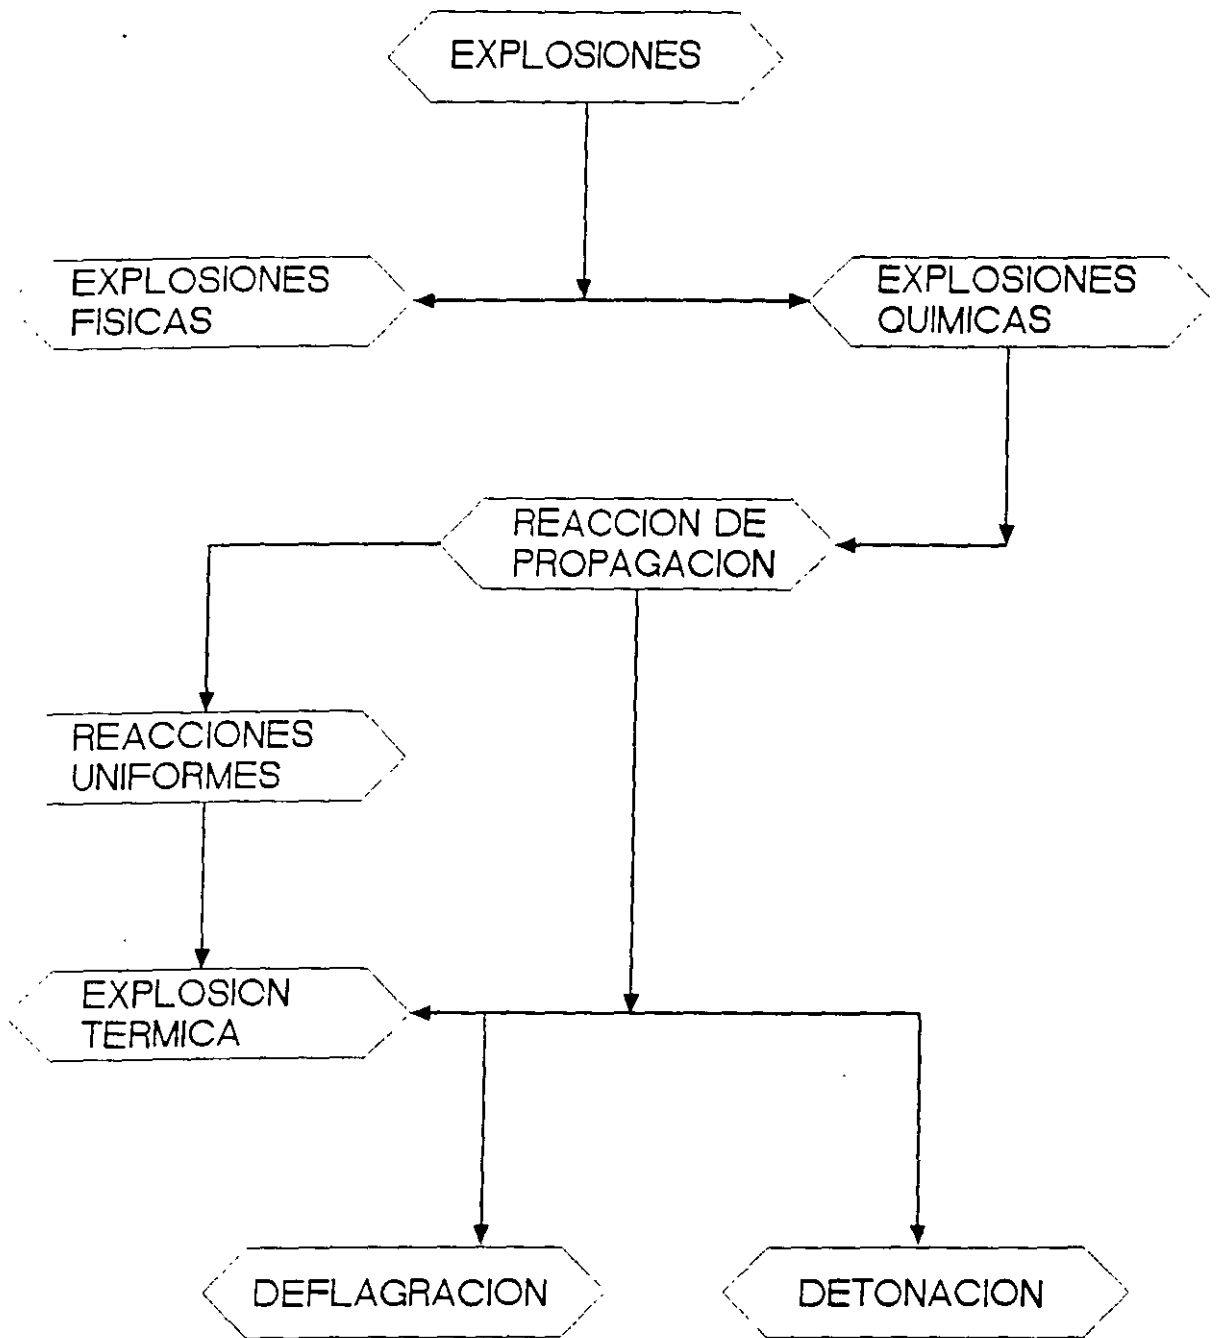 EXPLOSIONES
EXPLOSIONES
FISICAS
EXPLOSIONES
QUIMICAS
REACCION DE
PROPAGACION
REACCIONES
UNIFORMES
EXPLOSION
TERMICA
DEFLAGRACION
DETONACION